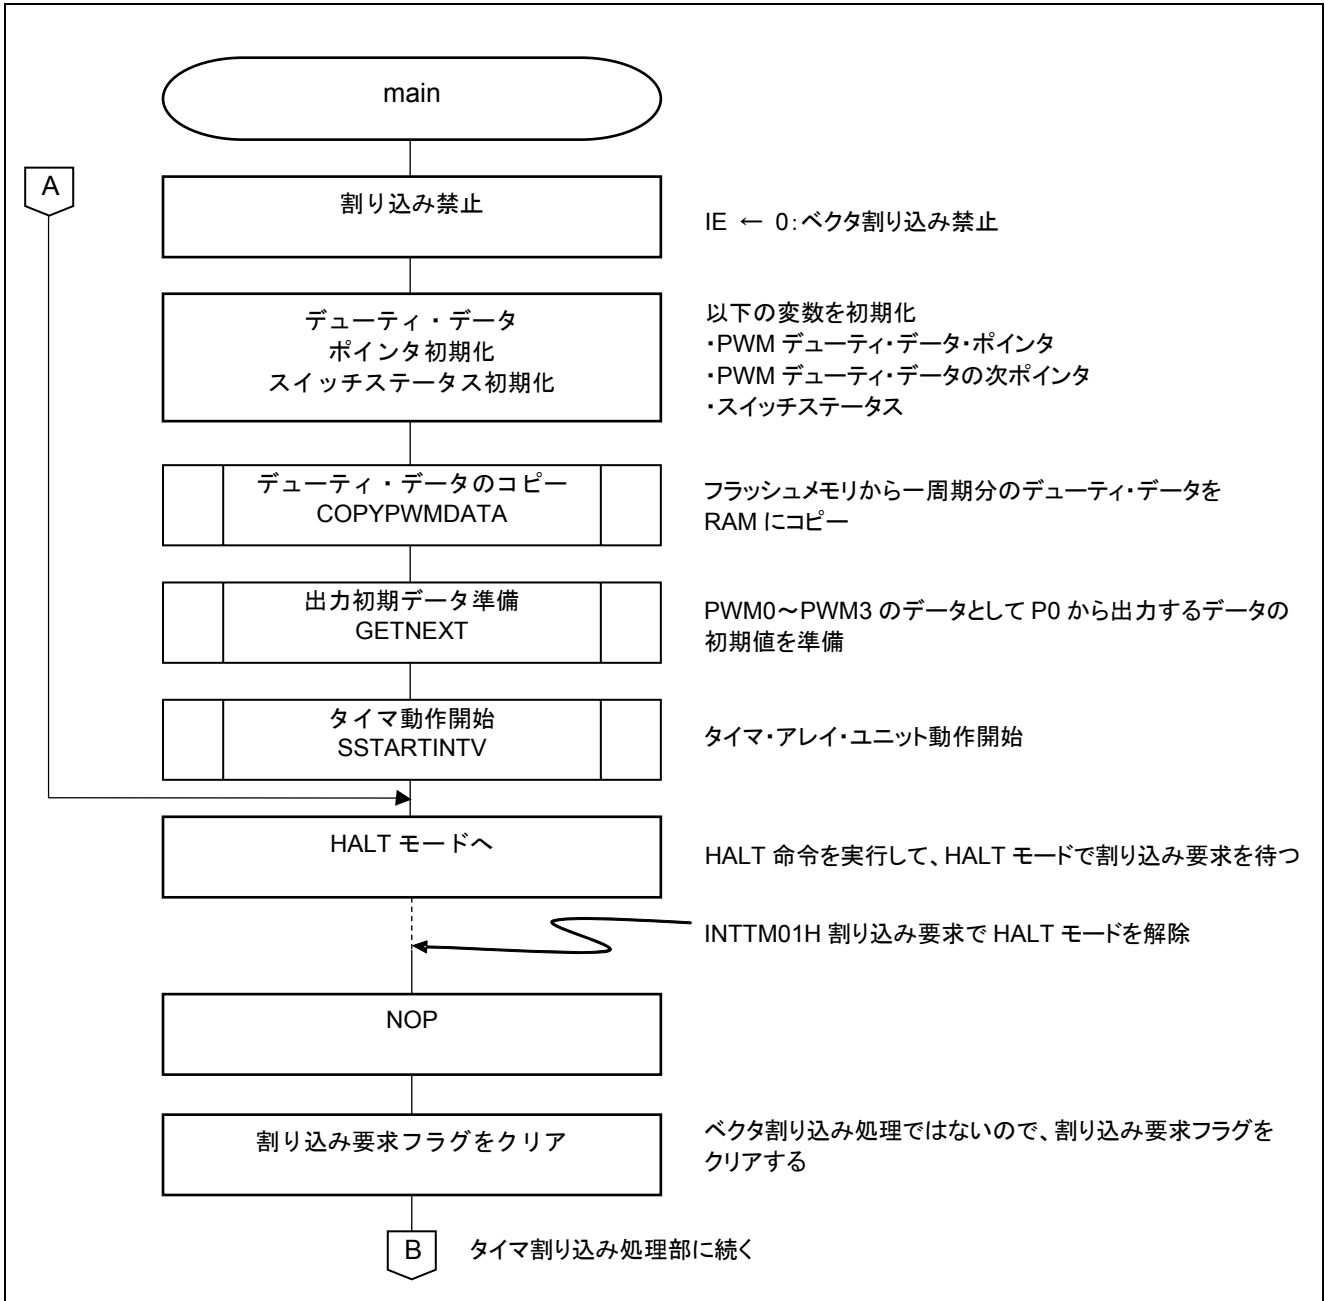 main
A
割り込み禁止
IE ← 0:ベクタ割り込み禁止
デューティ・データ
ポインタ初期化
スイッチステータス初期化
以下の変数を初期化
・PWM デューティ・データ・ポインタ
・PWM デューティ・データの次ポインタ
・スイッチステータス
デューティ・データのコピー
COPYPWMDATA
フラッシュメモリから一周期分のデューティ・データを
RAM にコピー
出力初期データ準備
GETNEXT
PWM0～PWM3 のデータとして P0 から出力するデータの
初期値を準備
タイマ動作開始
SSTARTINTV
タイマ・アレイ・ユニット動作開始
HALT モードへ
HALT 命令を実行して、HALT モードで割り込み要求を待つ
INTTM01H 割り込み要求で HALT モードを解除
NOP
割り込み要求フラグをクリア
ベクタ割り込み処理ではないので、割り込み要求フラグを
クリアする
B
タイマ割り込み処理部に続く